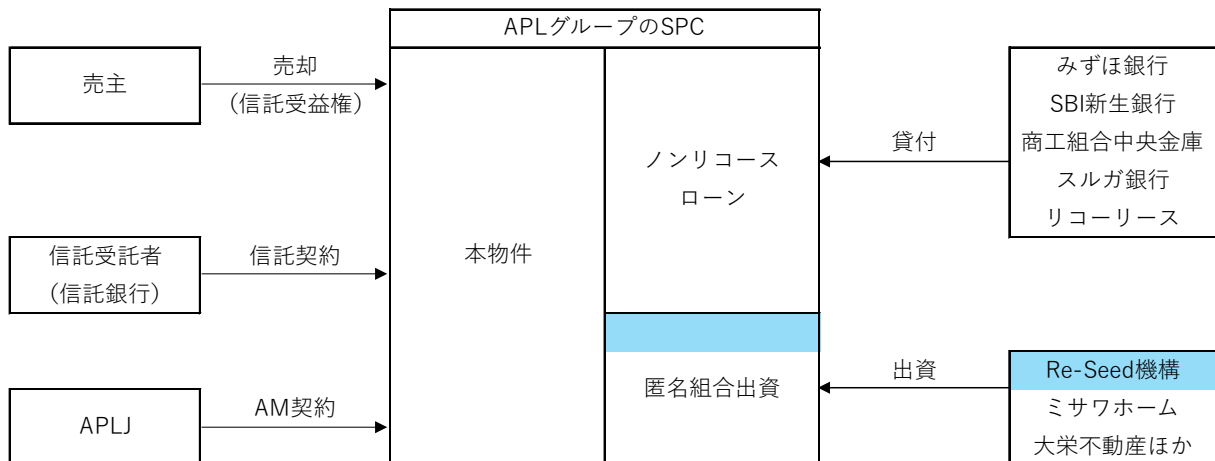 APLグループのSPC
売主
売却
（信託受益権）
信託受託者
（信託銀行）
信託契約
APLJ
AM契約
本物件
ノンリコース
ローン
匿名組合出資
貸付
みずほ銀行
SBI新生銀行
商工組合中央金庫
スルガ銀行
リコーリース
出資
Re-Seed機構
ミサワホーム
大栄不動産ほか